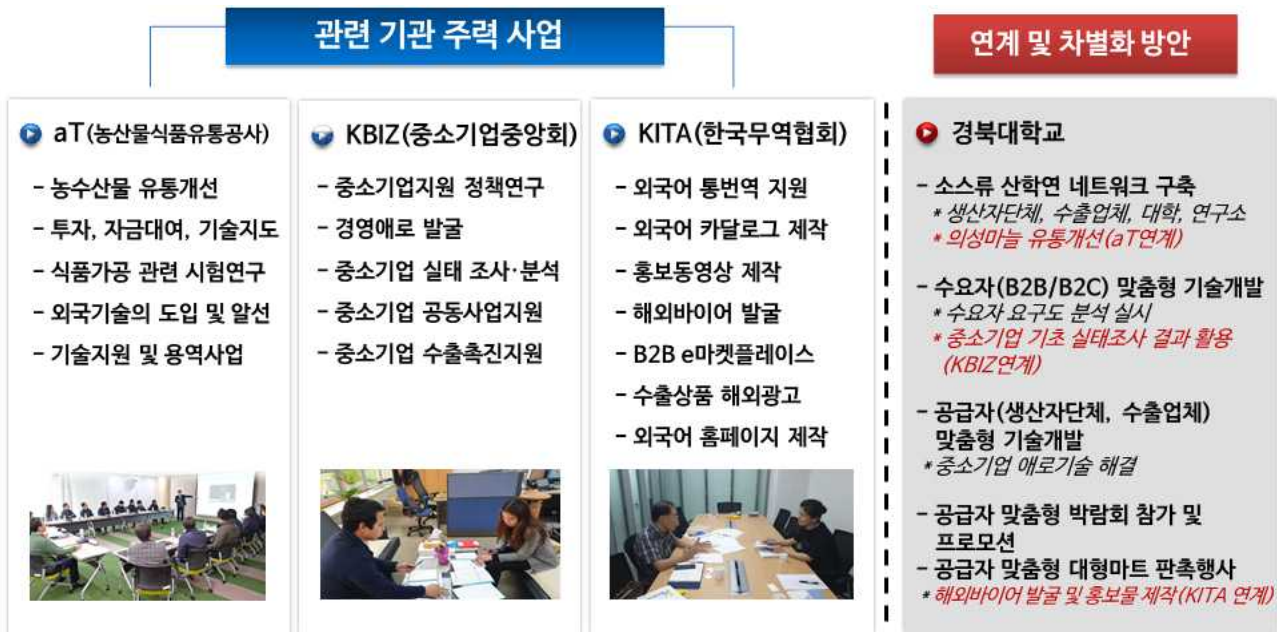 관련 기관 주력 사업
연계 및 차별화 방안
aT(농산물식품유통공사)
- 농수산물 유통개선
- 투자, 자금대여, 기술지도
- 식품가공 관련 시험연구
- 외국기술의 도입 및 알선
- 기술지원 및 용역사업
KBIZ(중소기업중앙회)
- 중소기업지원 정책연구
- 경영애로 발굴
- 중소기업 실태 조사·분석
- 중소기업 공동사업지원
- 중소기업 수출촉진지원
KITA(한국무역협회)
- 외국어 통번역 지원
- 외국어 카달로그 제작
- 홍보동영상 제작
- 해외바이어 발굴
- B2B e마켓플레이스
- 수출상품 해외광고
- 외국어 홈페이지 제작
경북대학교
- 소스류 산학연 네트워크 구축
* 생산자단체, 수출업체, 대학, 연구소
* 의성마늘 유통개선(aT연계)
- 수요자(B2B/B2C) 맞춤형 기술개발
* 수요자 요구도 분석 실시
* 중소기업 기초 실태조사 결과 활용
(KBIZ연계)
- 공급자(생산자단체, 수출업체)
맞춤형 기술개발
* 중소기업 애로기술 해결
- 공급자 맞춤형 박람회 참가 및
프로모션
- 공급자 맞춤형 대형마트 판촉행사
* 해외바이어 발굴 및 홍보물 제작(KITA 연계)